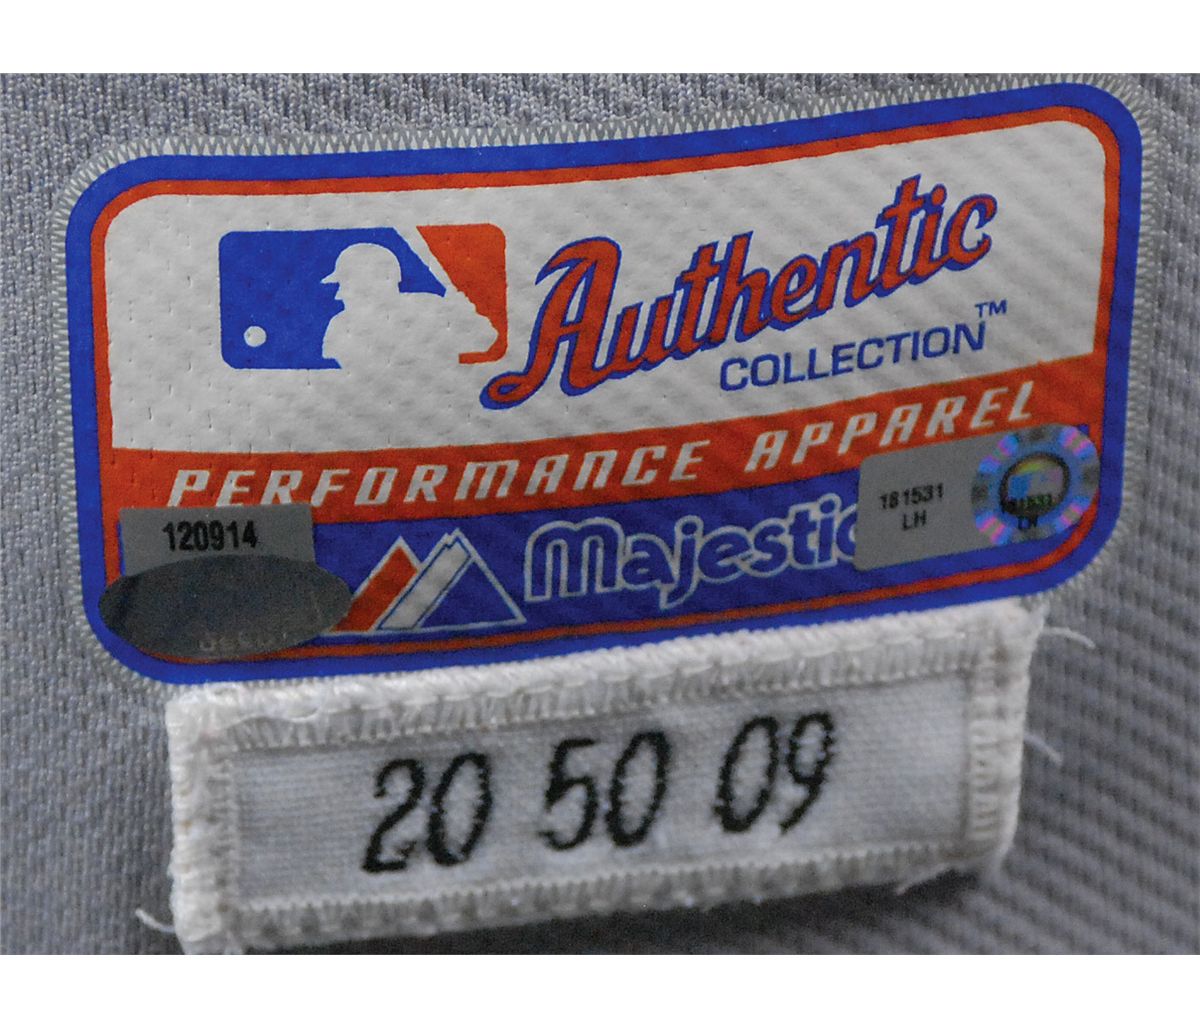 Authentic
COLLECTION™
PERFORMANCE APPAREL
Majestic
181531
LH
120914
20 50 09